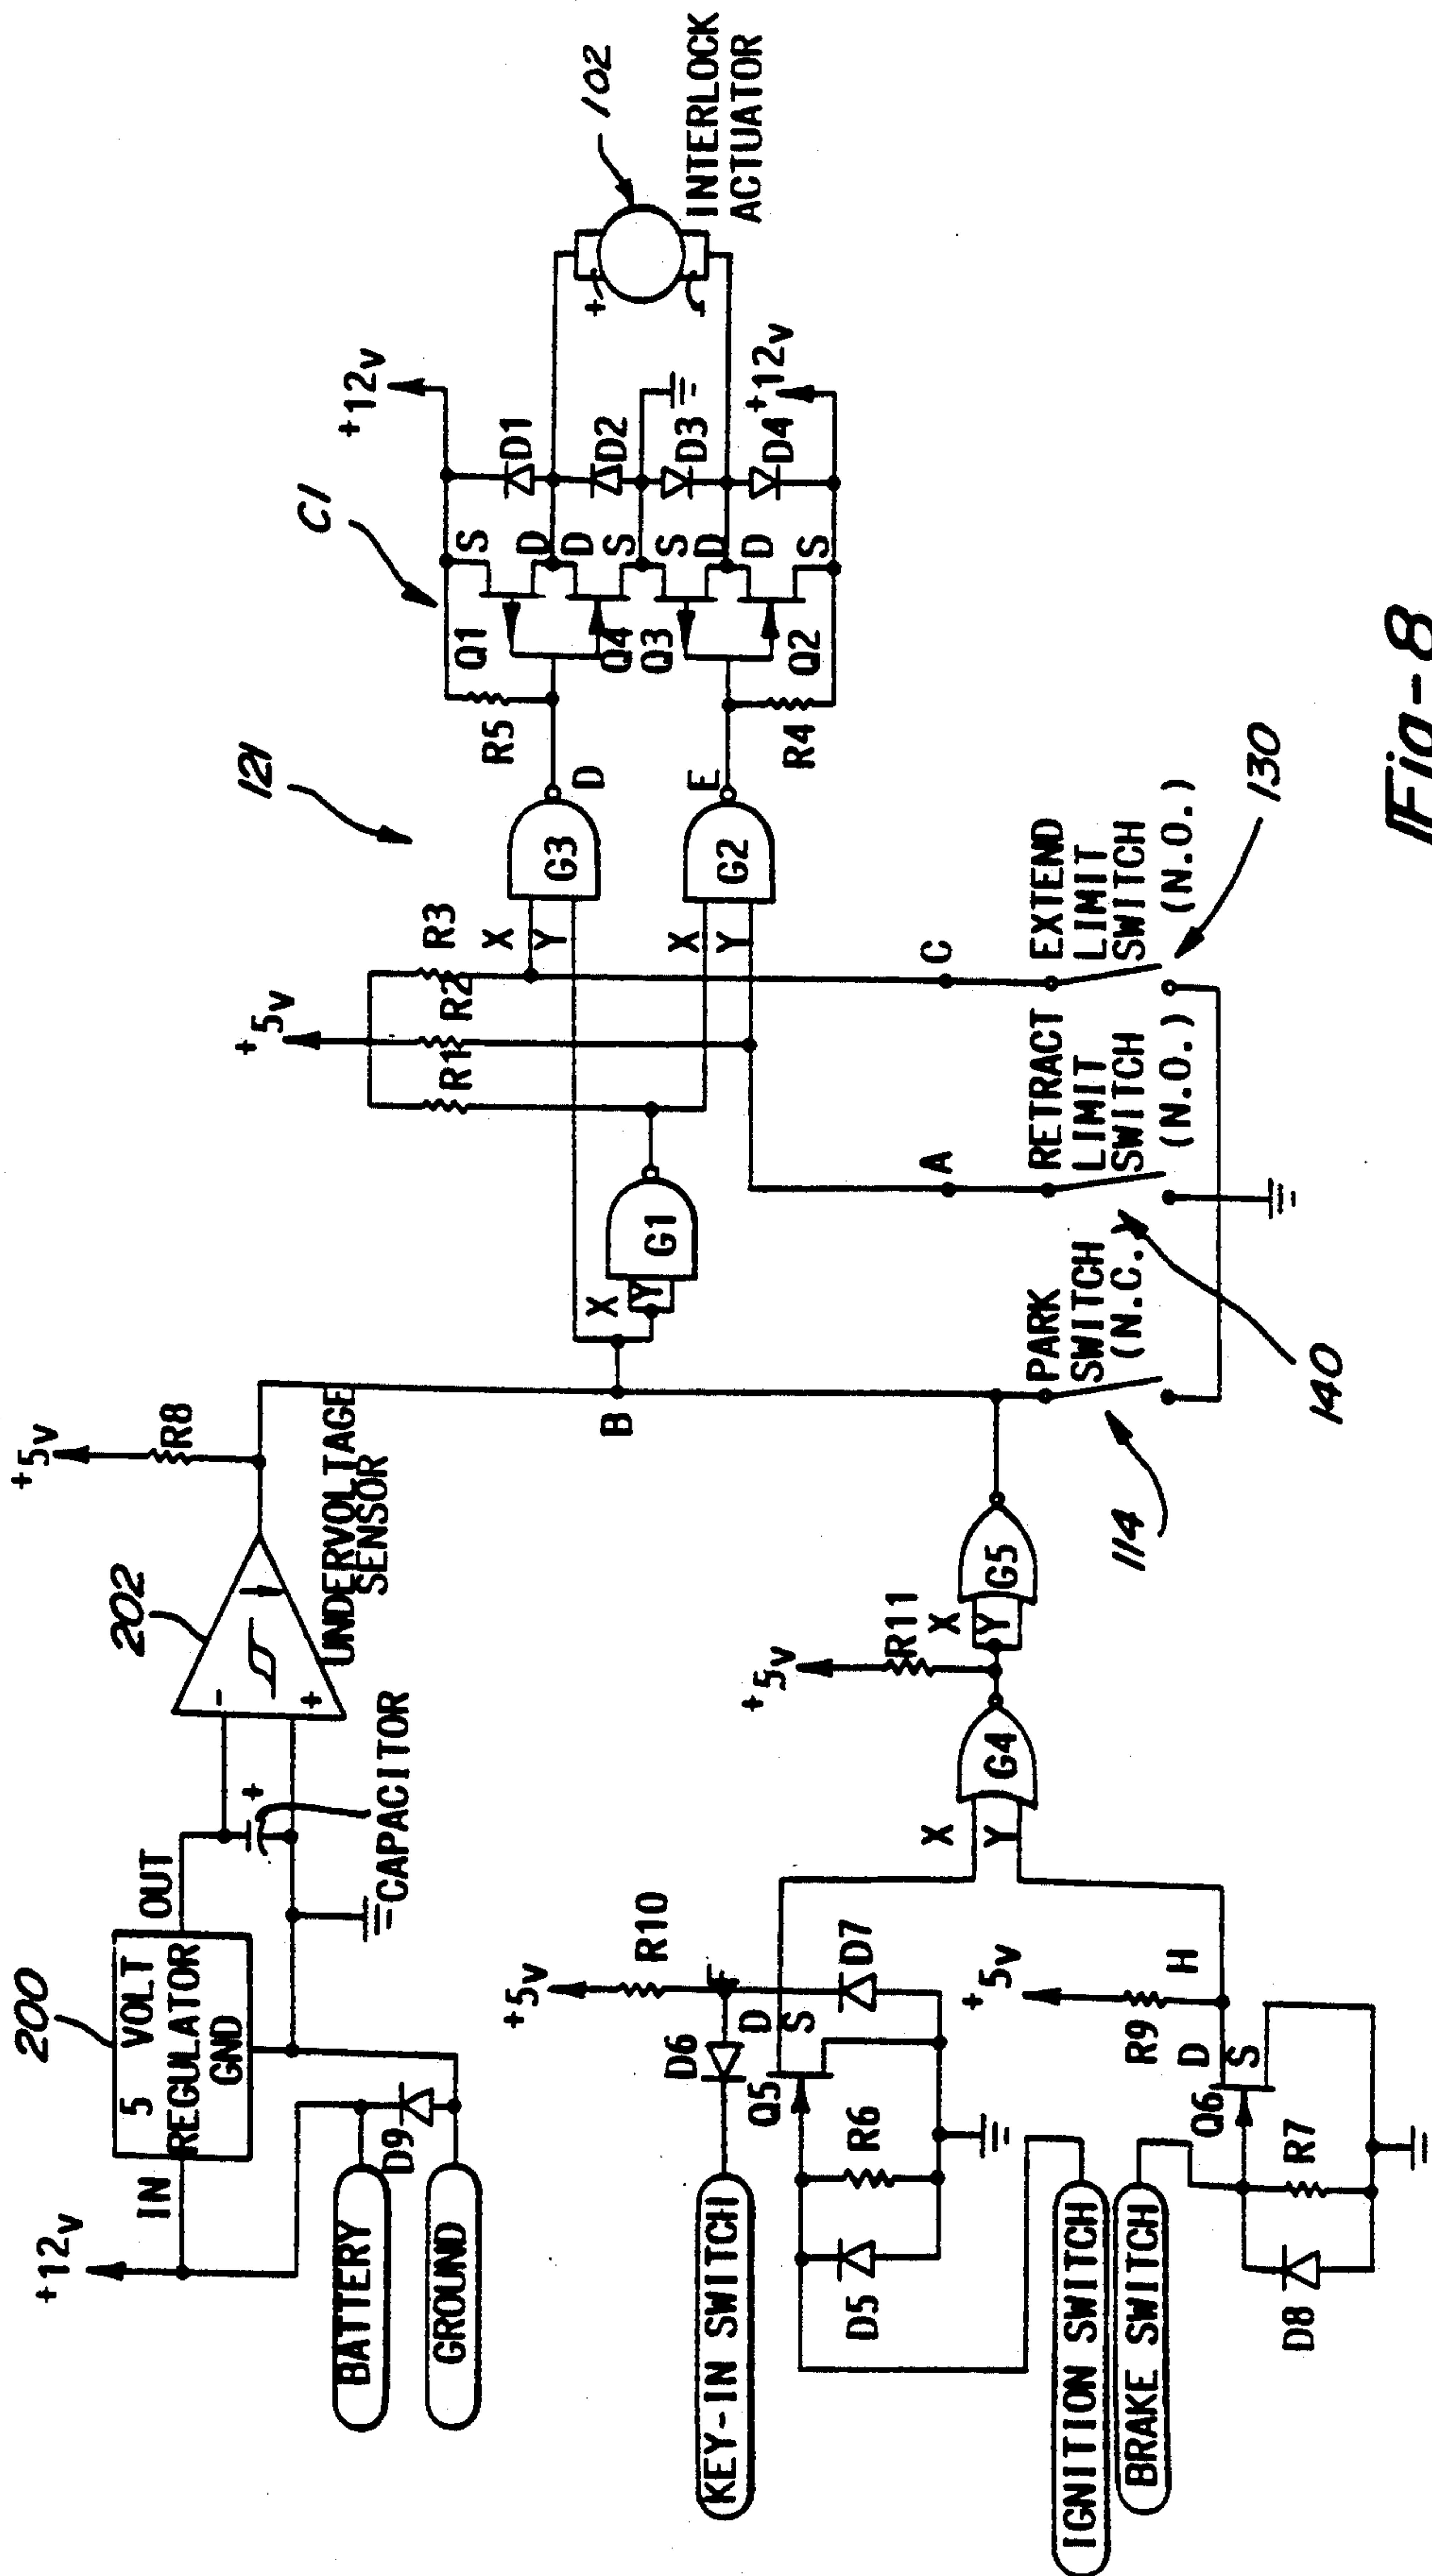 +12v
IN
200
5 VOLT
REGULATOR
GND
OUT
BATTERY
D9
GROUND
CAPACITOR
+
-
+
202
UNDERVOLTAGE
SENSOR
+5v
R8
B
KEY-IN SWITCH
D6
+5v
R10
F
D
S
Q5
D7
R6
D5
IGNITION SWITCH
BRAKE SWITCH
+5v
R9
H
D
S
Q6
R7
D8
X
Y
G4
+5v
R11
X
Y
G5
114
PARK
SWITCH
(N.C.)
140
A
RETRACT
LIMIT
SWITCH
(N.O.)
C
EXTEND
LIMIT
SWITCH
(N.O.)
130
X
Y
G1
+5v
R1
R2
R3
X
Y
G3
D
X
Y
G2
E
121
R5
R4
C1
Q1
Q4
Q3
Q2
S
D
D
S
S
D
D
S
+12v
D1
D2
D3
D4
+12v
+
-
102
INTERLOCK
ACTUATOR
Fig-8